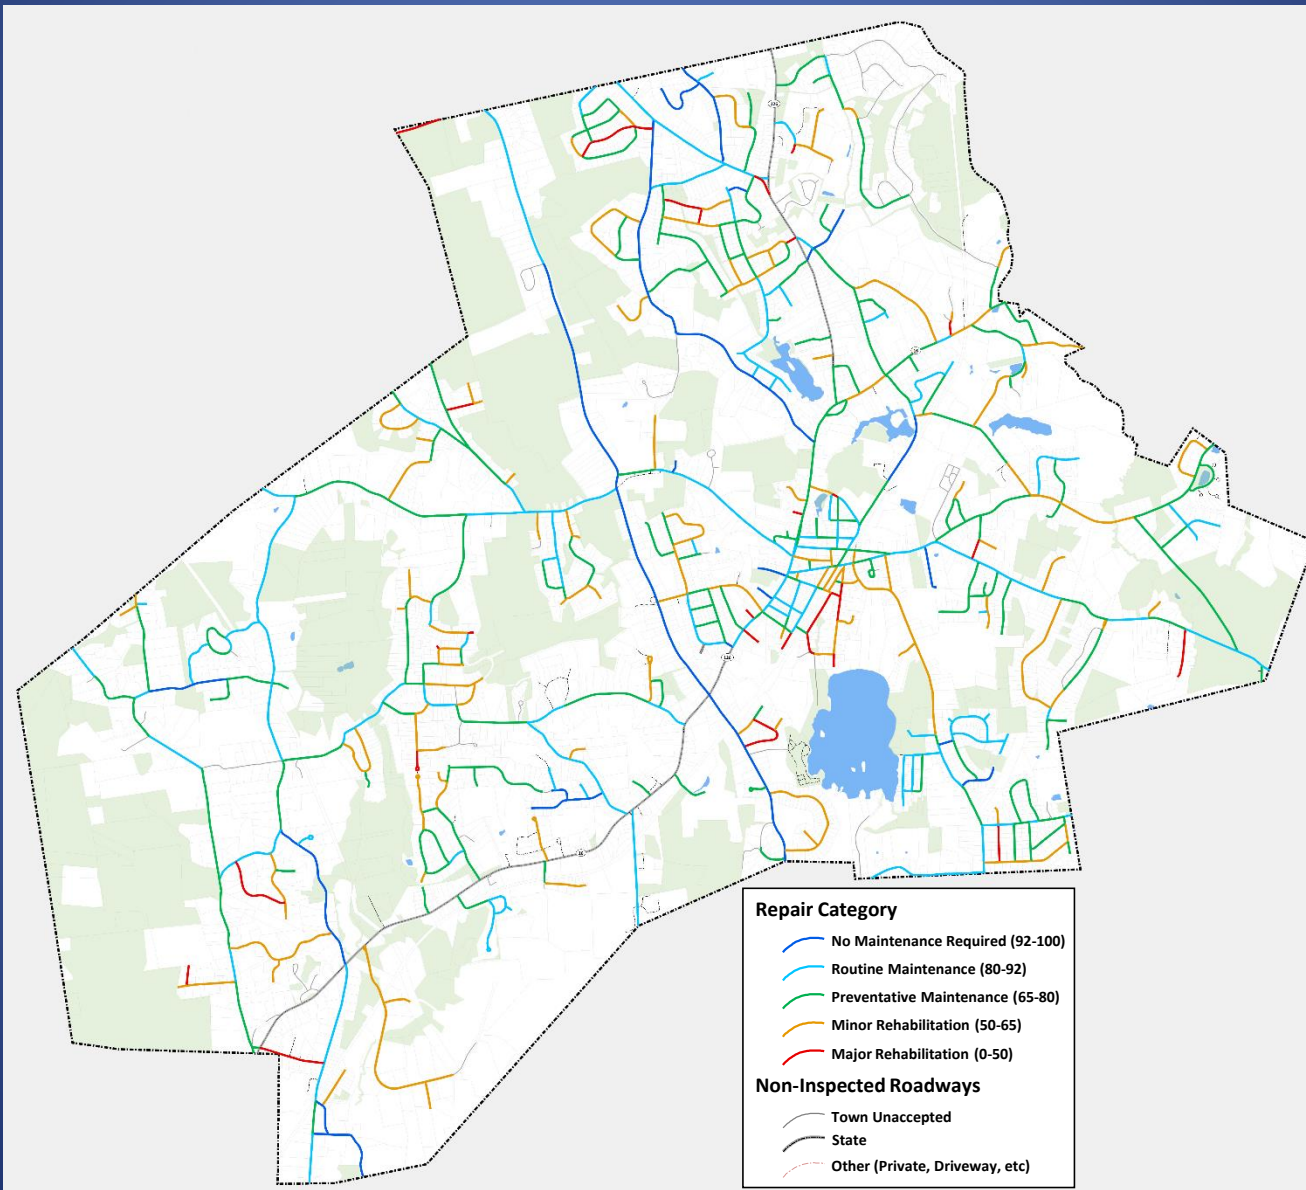 Repair Category
No Maintenance Required (92-100)
Routine Maintenance (80-92)
Preventative Maintenance (65-80)
Minor Rehabilitation (50-65)
Major Rehabilitation (0-50)
Non-Inspected Roadways
Town Unaccepted
State
Other (Private, Driveway, etc)